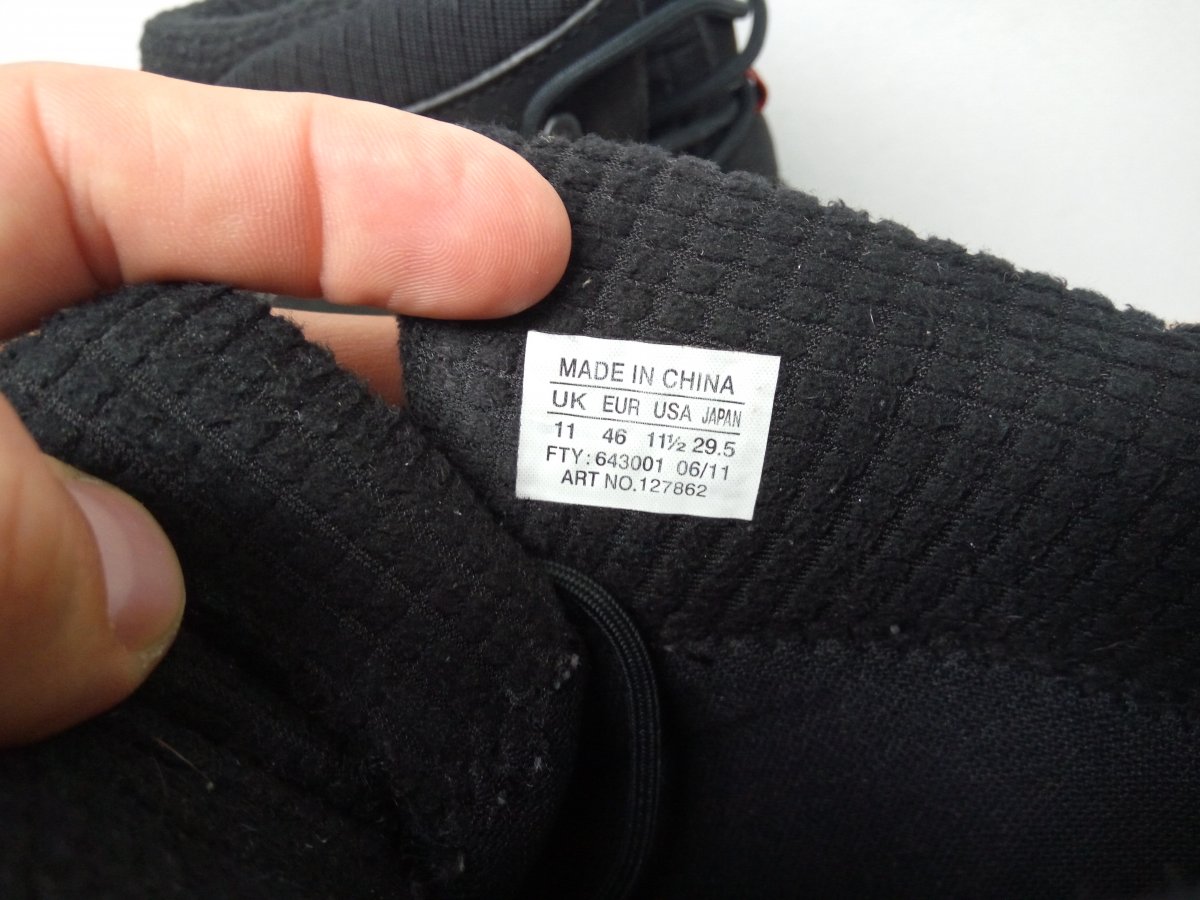 MADE IN CHINA
UK EUR USA JAPAN
11 46 11½ 29.5
FTY: 643001 06/11
ART NO.127862